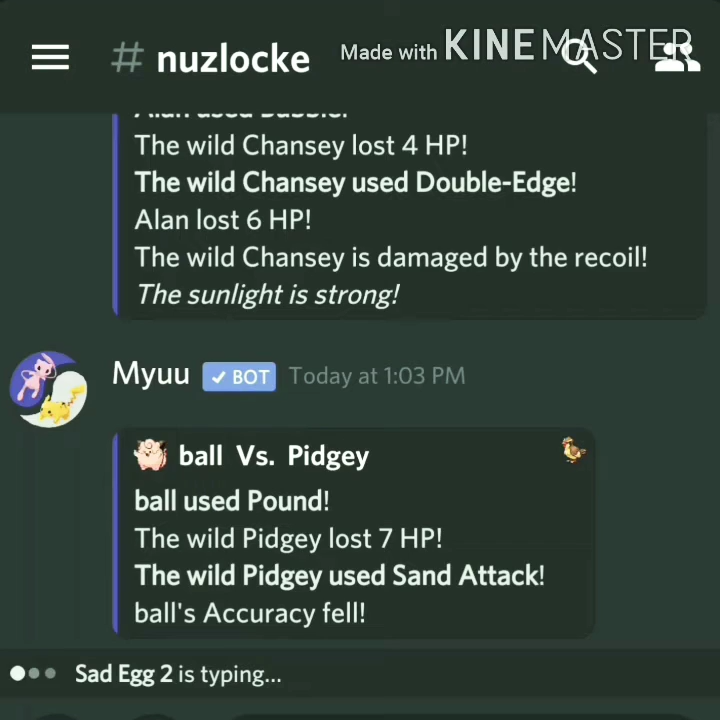 # nuzlocke
Made with KINEMASTER
The wild Chansey lost 4 HP!
The wild Chansey used Double-Edge!
Alan lost 6 HP!
The wild Chansey is damaged by the recoil!
The sunlight is strong!
Myuu ✓ BOT Today at 1:03 PM
ball Vs. Pidgey
ball used Pound!
The wild Pidgey lost 7 HP!
The wild Pidgey used Sand Attack!
ball's Accuracy fell!
Sad Egg 2 is typing...